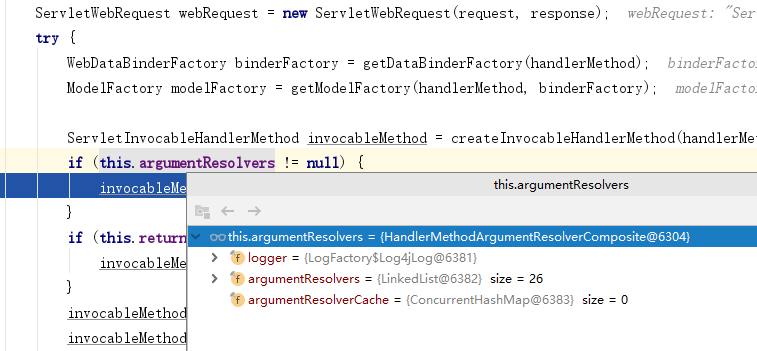 ServletWebRequest webRequest = new ServletWebRequest(request, response); webRequest: "Ser
try {
WebDataBinderFactory binderFactory = getDataBinderFactory(handlerMethod); binderFactor
ModelFactory modelFactory = getModelFactory(handlerMethod, binderFactory); modelFacto
ServletInvocableHandlerMethod invocableMethod = createInvocableHandlerMethod(handlerMe
if (this.argumentResolvers != null) {
invocableMe
this.argumentResolvers
}
this.argumentResolvers = {HandlerMethodArgumentResolverComposite@6304}
if (this.return
logger = {LogFactory$Log4jLog@6381}
invocableMe
argumentResolvers = {LinkedList@6382} size = 26
}
argumentResolverCache = {ConcurrentHashMap@6383} size = 0
invocableMethod
invocableMethod